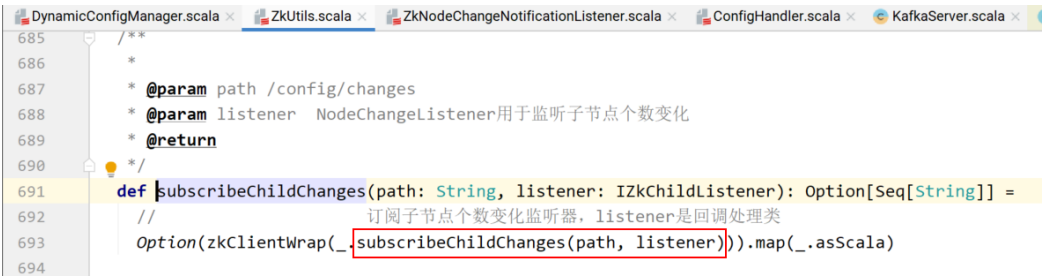 DynamicConfigManager.scala × ZkUtils.scala × ZkNodeChangeNotificationListener.scala × ConfigHandler.scala × KafkaServer.scala ×
685 /**
686 *
687 * @param path /config/changes
688 * @param listener NodeChangeListener用于监听子节点个数变化
689 * @return
690 */
691 def subscribeChildChanges(path: String, listener: IZkChildListener): Option[Seq[String]] =
692 // 订阅子节点个数变化监听器，listener是回调处理类
693 Option(zkClientWrap(_.subscribeChildChanges(path, listener))).map(_.asScala)
694